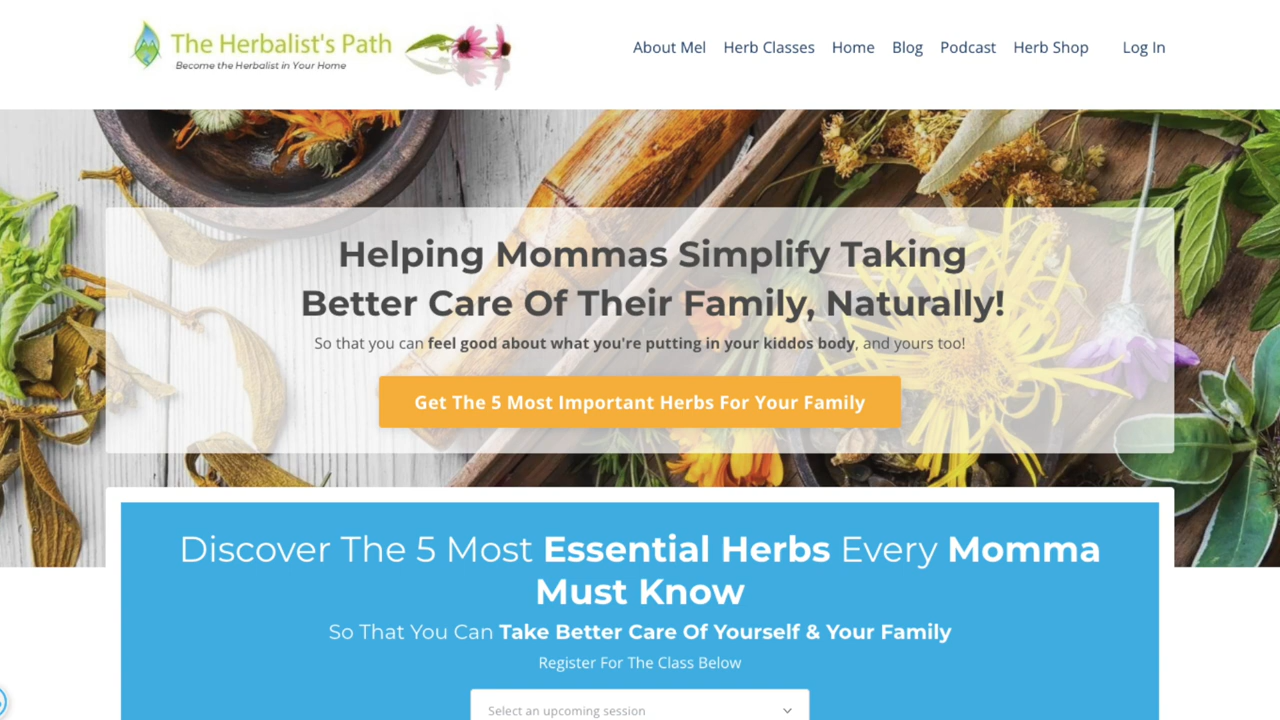 The Herbalist's Path
Become the Herbalist in Your Home
About Mel Herb Classes Home Blog Podcast Herb Shop Log In
Helping Mommas Simplify Taking
Better Care Of Their Family, Naturally!
So that you can feel good about what you're putting in your kiddos body, and yours too!
Get The 5 Most Important Herbs For Your Family
Discover The 5 Most Essential Herbs Every Momma
Must Know
So That You Can Take Better Care Of Yourself & Your Family
Register For The Class Below
Select an upcoming session